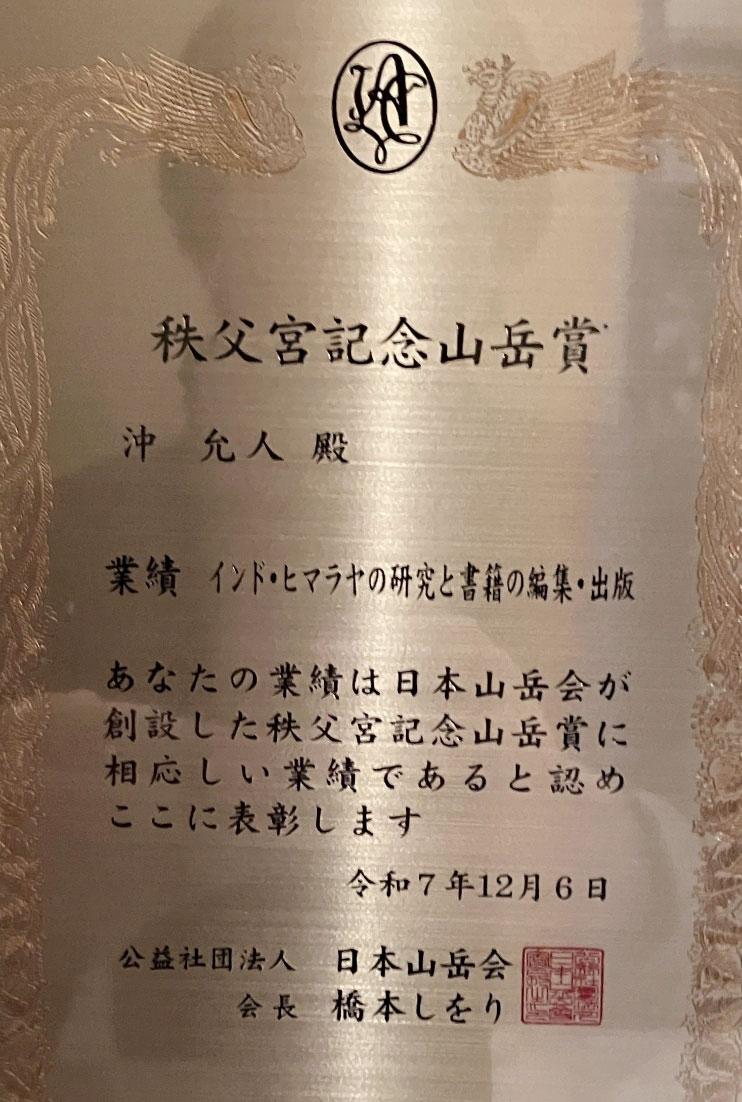 秩父宮記念山岳賞
沖 允人 殿
業績 インド・ヒマラヤの研究と書籍の編集・出版
あなたの業績は日本山岳会が
創設した秩父宮記念山岳賞に
相応しい業績であると認め
ここに表彰します
令和7年12月6日
公益社団法人 日本山岳会
会長 橋本しをり